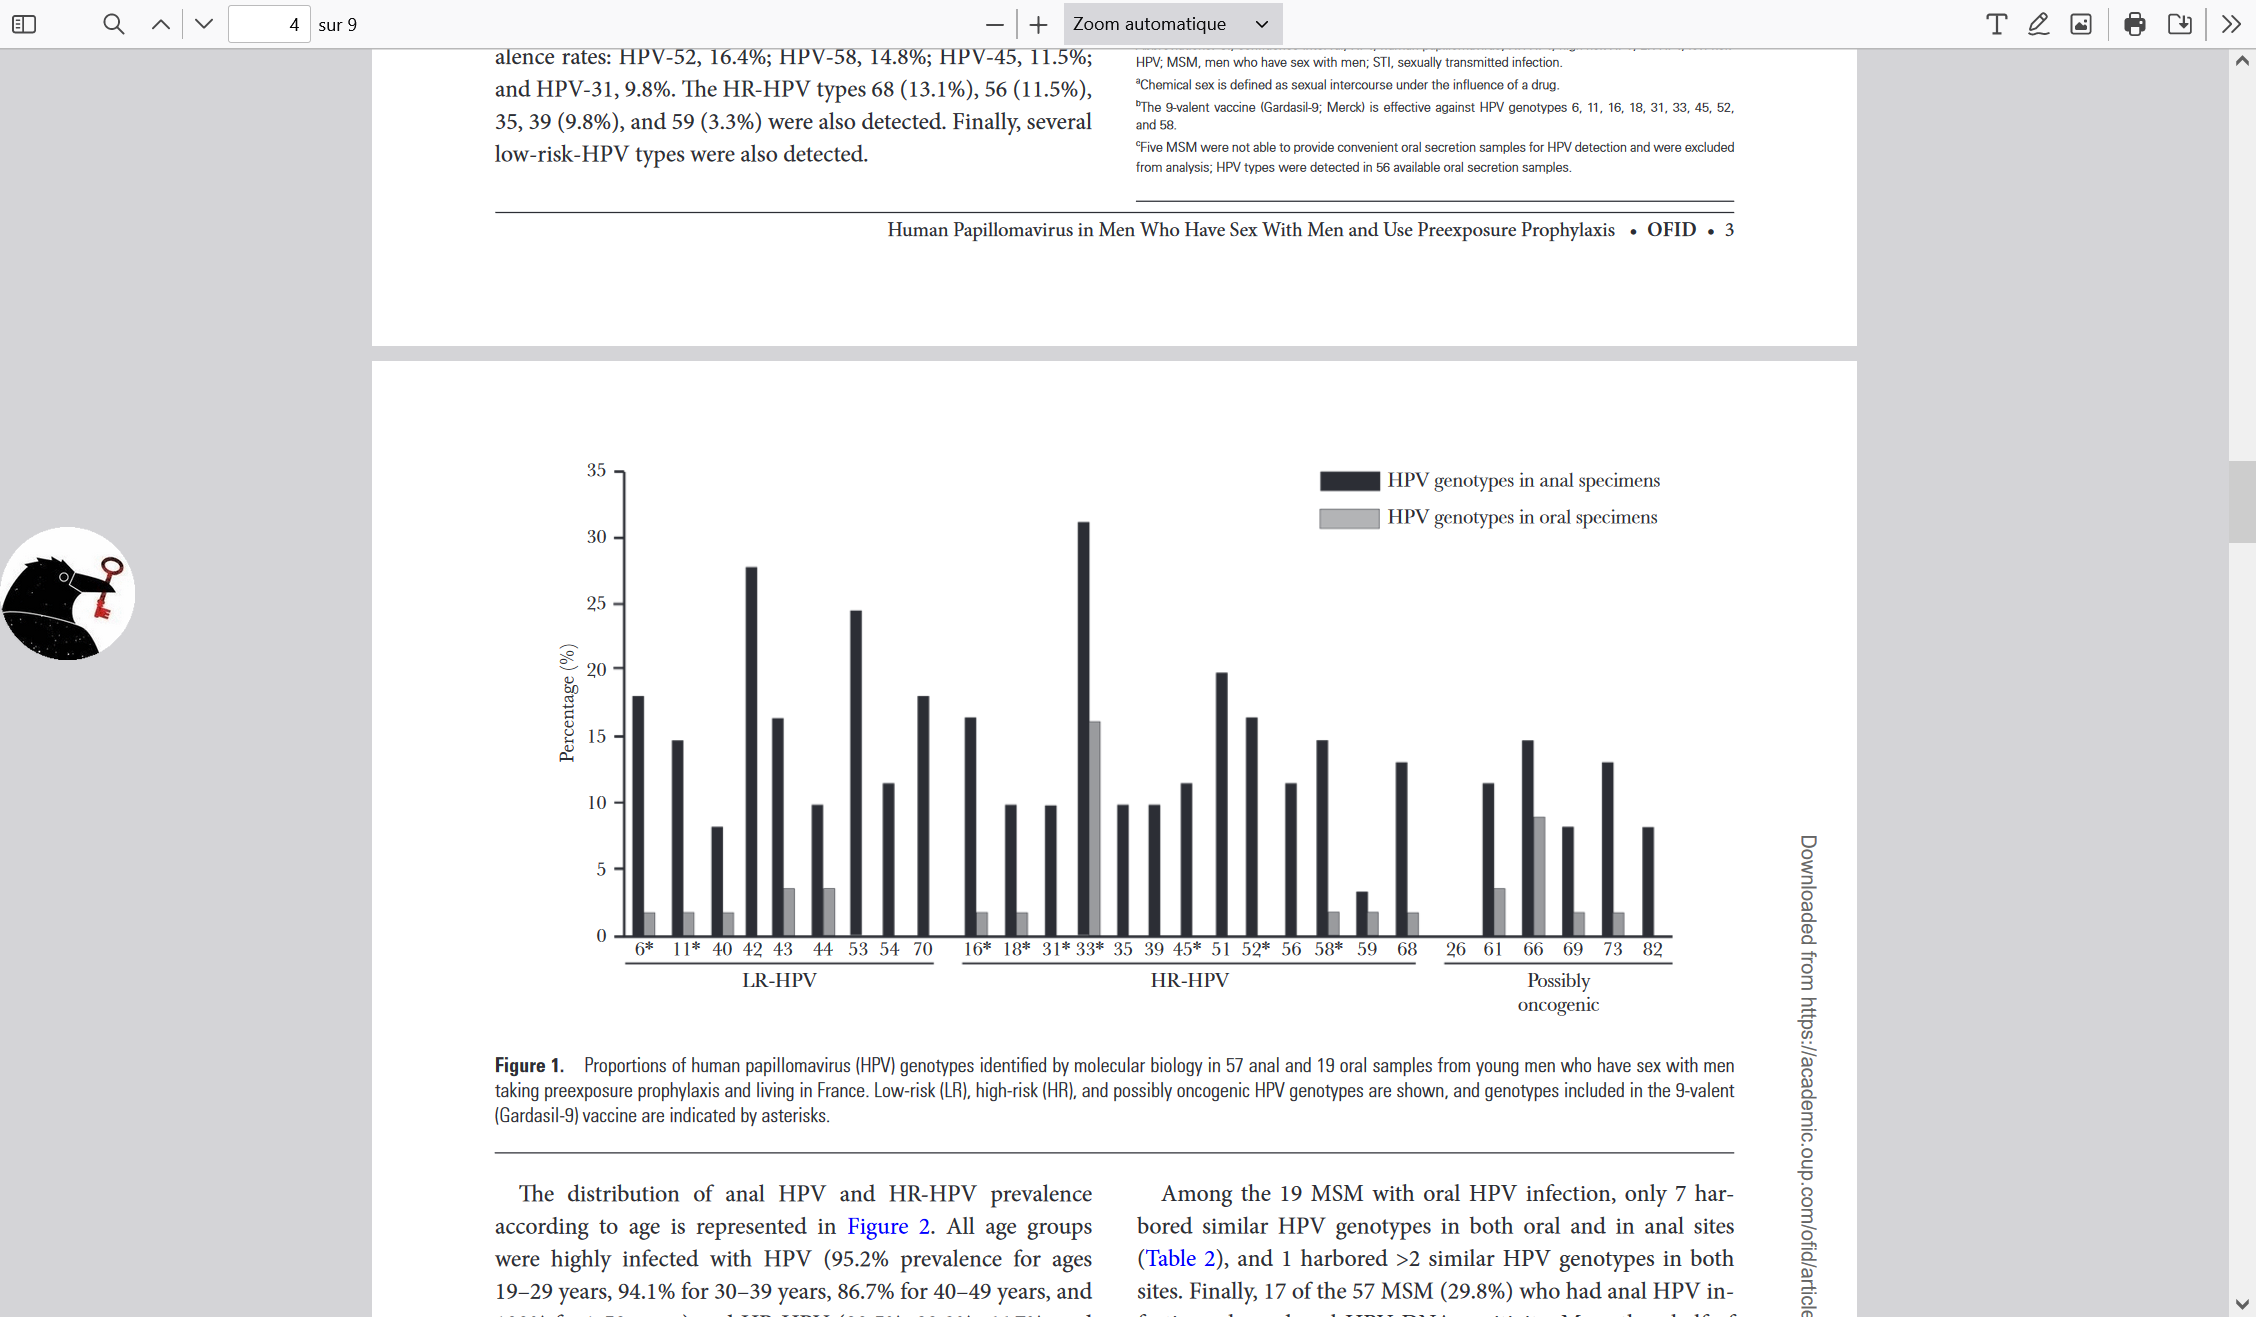 4 sur 9
Zoom automatique
alence rates: HPV-52, 16.4%; HPV-58, 14.8%; HPV-45, 11.5%;
and HPV-31, 9.8%. The HR-HPV types 68 (13.1%), 56 (11.5%),
35, 39 (9.8%), and 59 (3.3%) were also detected. Finally, several
low-risk-HPV types were also detected.
HPV; MSM, men who have sex with men; STI, sexually transmitted infection.
aChemical sex is defined as sexual intercourse under the influence of a drug.
bThe 9-valent vaccine (Gardasil-9; Merck) is effective against HPV genotypes 6, 11, 16, 18, 31, 33, 45, 52,
and 58.
cFive MSM were not able to provide convenient oral secretion samples for HPV detection and were excluded
from analysis; HPV types were detected in 56 available oral secretion samples.
Human Papillomavirus in Men Who Have Sex With Men and Use Preexposure Prophylaxis • OFID • 3
HPV genotypes in anal specimens
HPV genotypes in oral specimens
Percentage (%)
35
30
25
20
15
10
5
0
6* 11* 40 42 43 44 53 54 70 16* 18* 31* 33* 35 39 45* 51 52* 56 58* 59 68 26 61 66 69 73 82
LR-HPV HR-HPV Possibly
oncogenic
Figure 1. Proportions of human papillomavirus (HPV) genotypes identified by molecular biology in 57 anal and 19 oral samples from young men who have sex with men
taking preexposure prophylaxis and living in France. Low-risk (LR), high-risk (HR), and possibly oncogenic HPV genotypes are shown, and genotypes included in the 9-valent
(Gardasil-9) vaccine are indicated by asterisks.
The distribution of anal HPV and HR-HPV prevalence
according to age is represented in Figure 2. All age groups
were highly infected with HPV (95.2% prevalence for ages
19–29 years, 94.1% for 30–39 years, 86.7% for 40–49 years, and
Among the 19 MSM with oral HPV infection, only 7 har-
bored similar HPV genotypes in both oral and in anal sites
(Table 2), and 1 harbored >2 similar HPV genotypes in both
sites. Finally, 17 of the 57 MSM (29.8%) who had anal HPV in-
Downloaded from https://academic.oup.com/ofid/article